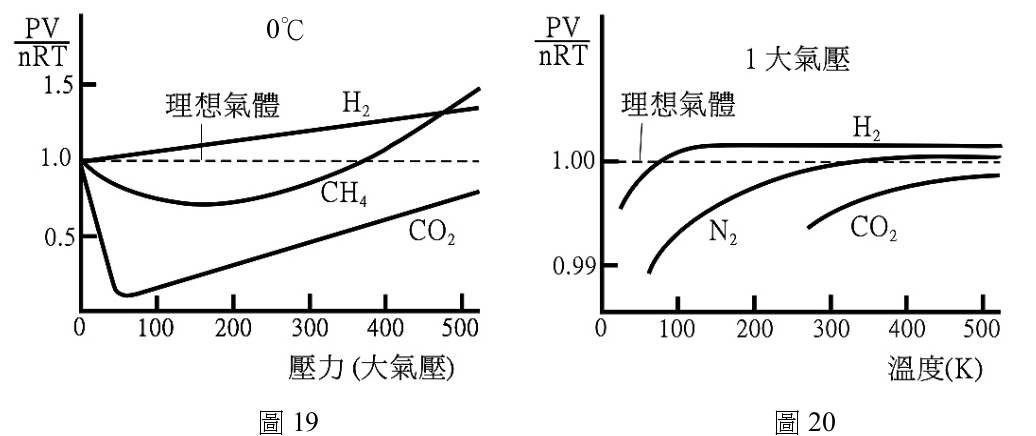 PV
nRT
0℃
1.5
理想氣體
H₂
1.0
CH₄
0.5
CO₂
0 100 200 300 400 500
壓力 (大氣壓)
圖 19
PV
nRT
1 大氣壓
理想氣體
H₂
1.00
N₂
CO₂
0.99
0 100 200 300 400 500
溫度(K)
圖 20